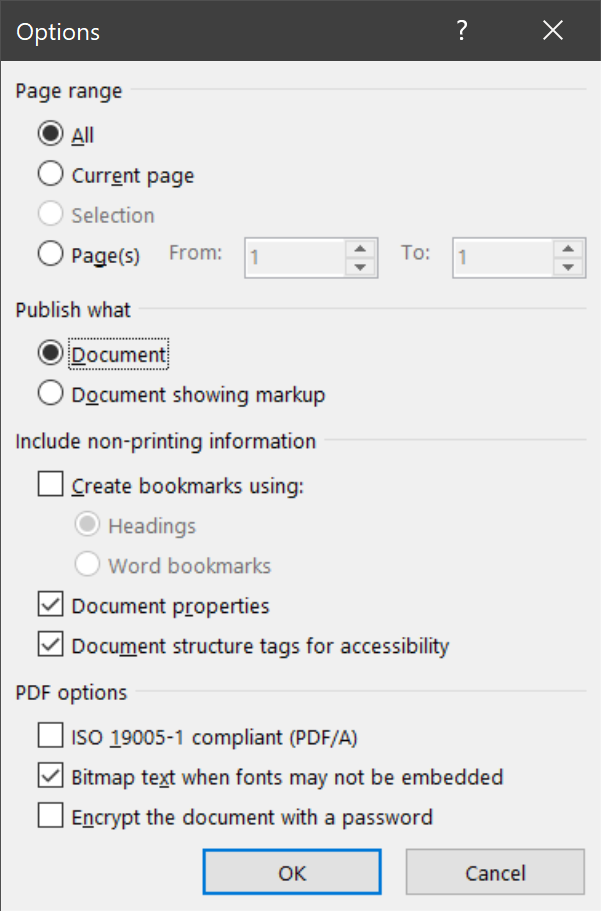 Options ?
Page range
All
Current page
Selection
Page(s) From: 1 To: 1
Publish what
Document
Document showing markup
Include non-printing information
Create bookmarks using:
Headings
Word bookmarks
Document properties
Document structure tags for accessibility
PDF options
ISO 19005-1 compliant (PDF/A)
Bitmap text when fonts may not be embedded
Encrypt the document with a password
OK Cancel